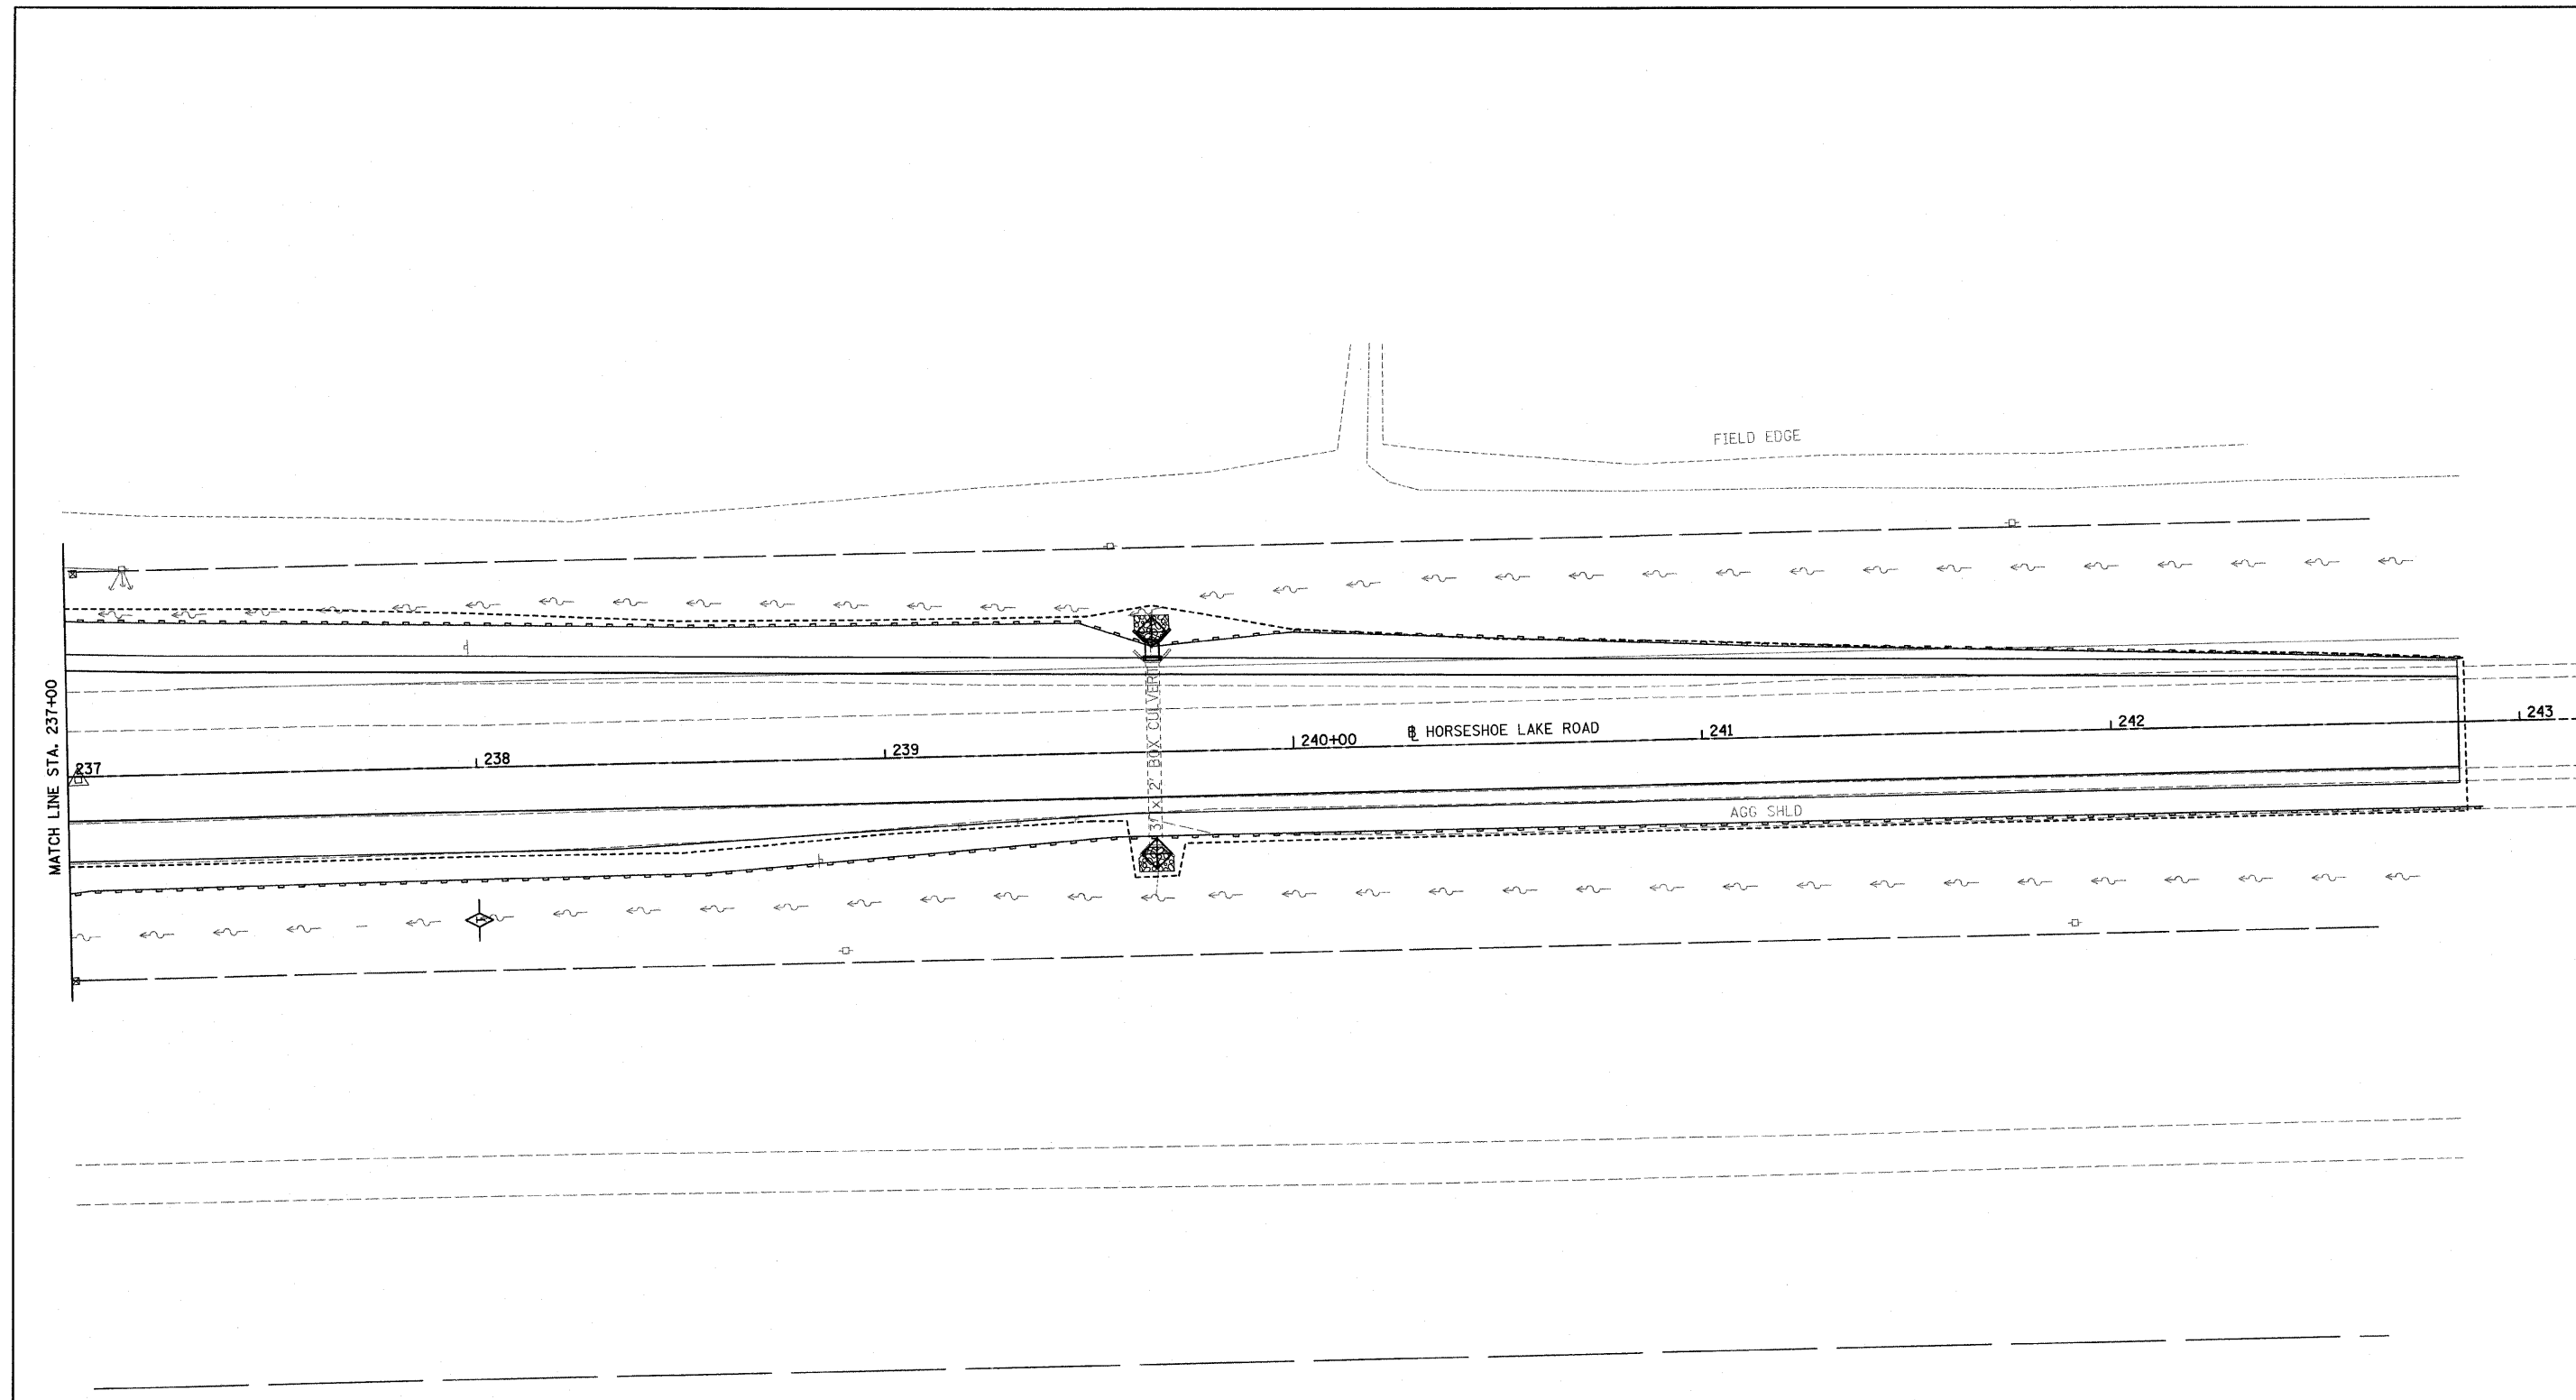 FIELD EDGE
MATCH LINE STA. 237+00
3' X 2' BOX CULVERT
237
238
239
240+00
℄ HORSESHOE LAKE ROAD
241
242
243
AGG SHLD